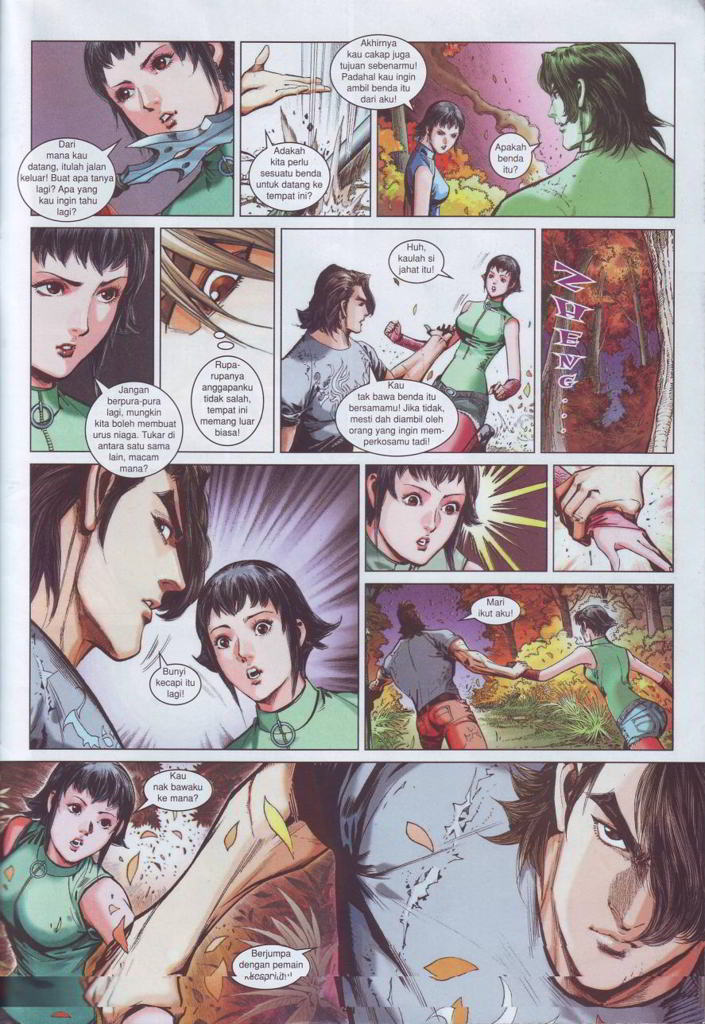 Dari
mana kau
datang, itulah jalan
keluar! Buat apa tanya
lagi? Apa yang
kau ingin tahu
lagi?
Adakah
kita perlu
sesuatu benda
untuk datang ke
tempat ini?
Akhirnya
kau cakap juga
tujuan sebenarmu!
Padahal kau ingin
ambil benda itu
dari aku!
Apakah
benda
itu?
Jangan
berpura-pura
lagi, mungkin
kita boleh membuat
urus niaga. Tukar di
antara satu sama
lain, macam
mana?
Rupa-
rupanya
anggapanku
tidak salah,
tempat ini
memang luar
biasa!
Huh,
kaulah si
jahat itu!
Kau
tak bawa benda itu
bersamamu! Jika tidak,
mesti dah diambil oleh
orang yang ingin mem-
perkosamu tadi!
ZHENG...
Bunyi
kecapi itu
lagi!
Mari
ikut aku!
Kau
nak bawaku
ke mana?
Berjumpa
dengan pemain
kecapi itu!